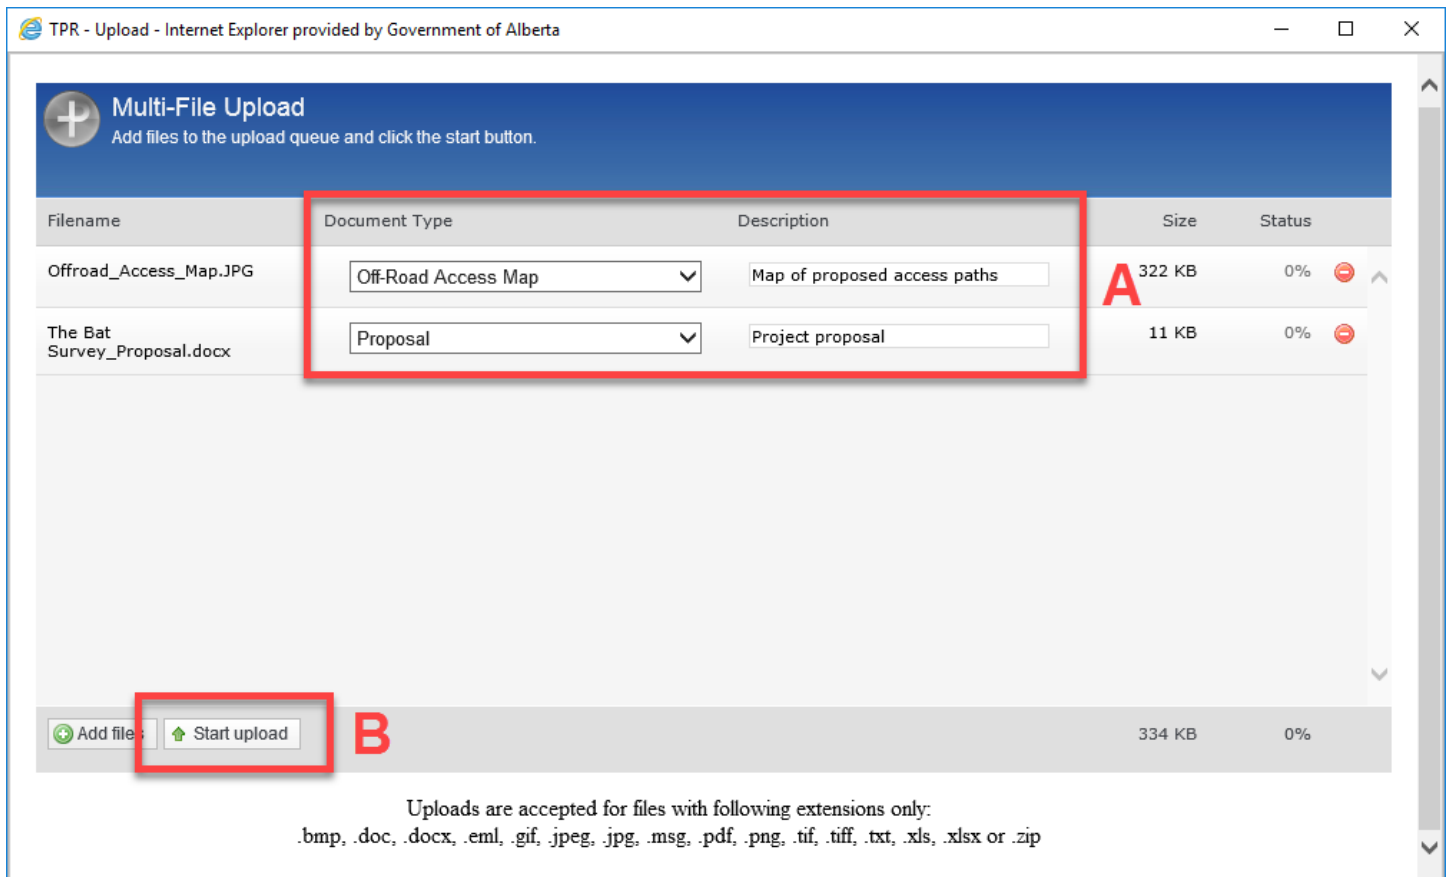 TPR - Upload - Internet Explorer provided by Government of Alberta
Multi-File Upload
Add files to the upload queue and click the start button.
Filename Document Type Description Size Status
Offroad_Access_Map.JPG Off-Road Access Map Map of proposed access paths A 322 KB 0%
The Bat
Survey_Proposal.docx Proposal Project proposal 11 KB 0%
Add files Start upload B 334 KB 0%
Uploads are accepted for files with following extensions only:
.bmp, .doc, .docx, .eml, .gif, .jpeg, .jpg, .msg, .pdf, .png, .tif, .tiff, .txt, .xls, .xlsx or .zip